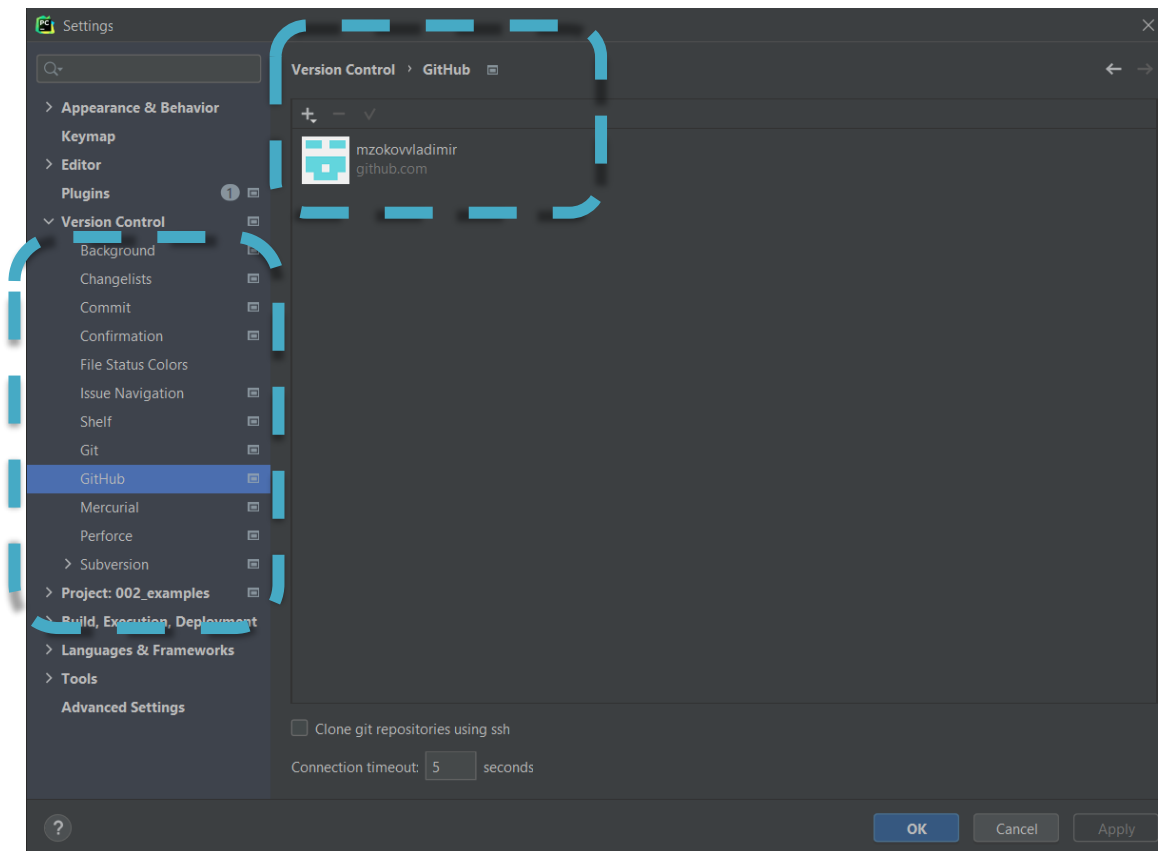 PC
Settings
Version Control › GitHub
Appearance & Behavior
Keymap
Editor
Plugins 1
Version Control
Background
Changelists
Commit
Confirmation
File Status Colors
Issue Navigation
Shelf
Git
GitHub
Mercurial
Perforce
Subversion
Project: 002_examples
Build, Execution, Deployment
Languages & Frameworks
Tools
Advanced Settings
mzokovvladimir
github.com
Clone git repositories using ssh
Connection timeout: 5 seconds
?
OK Cancel Apply